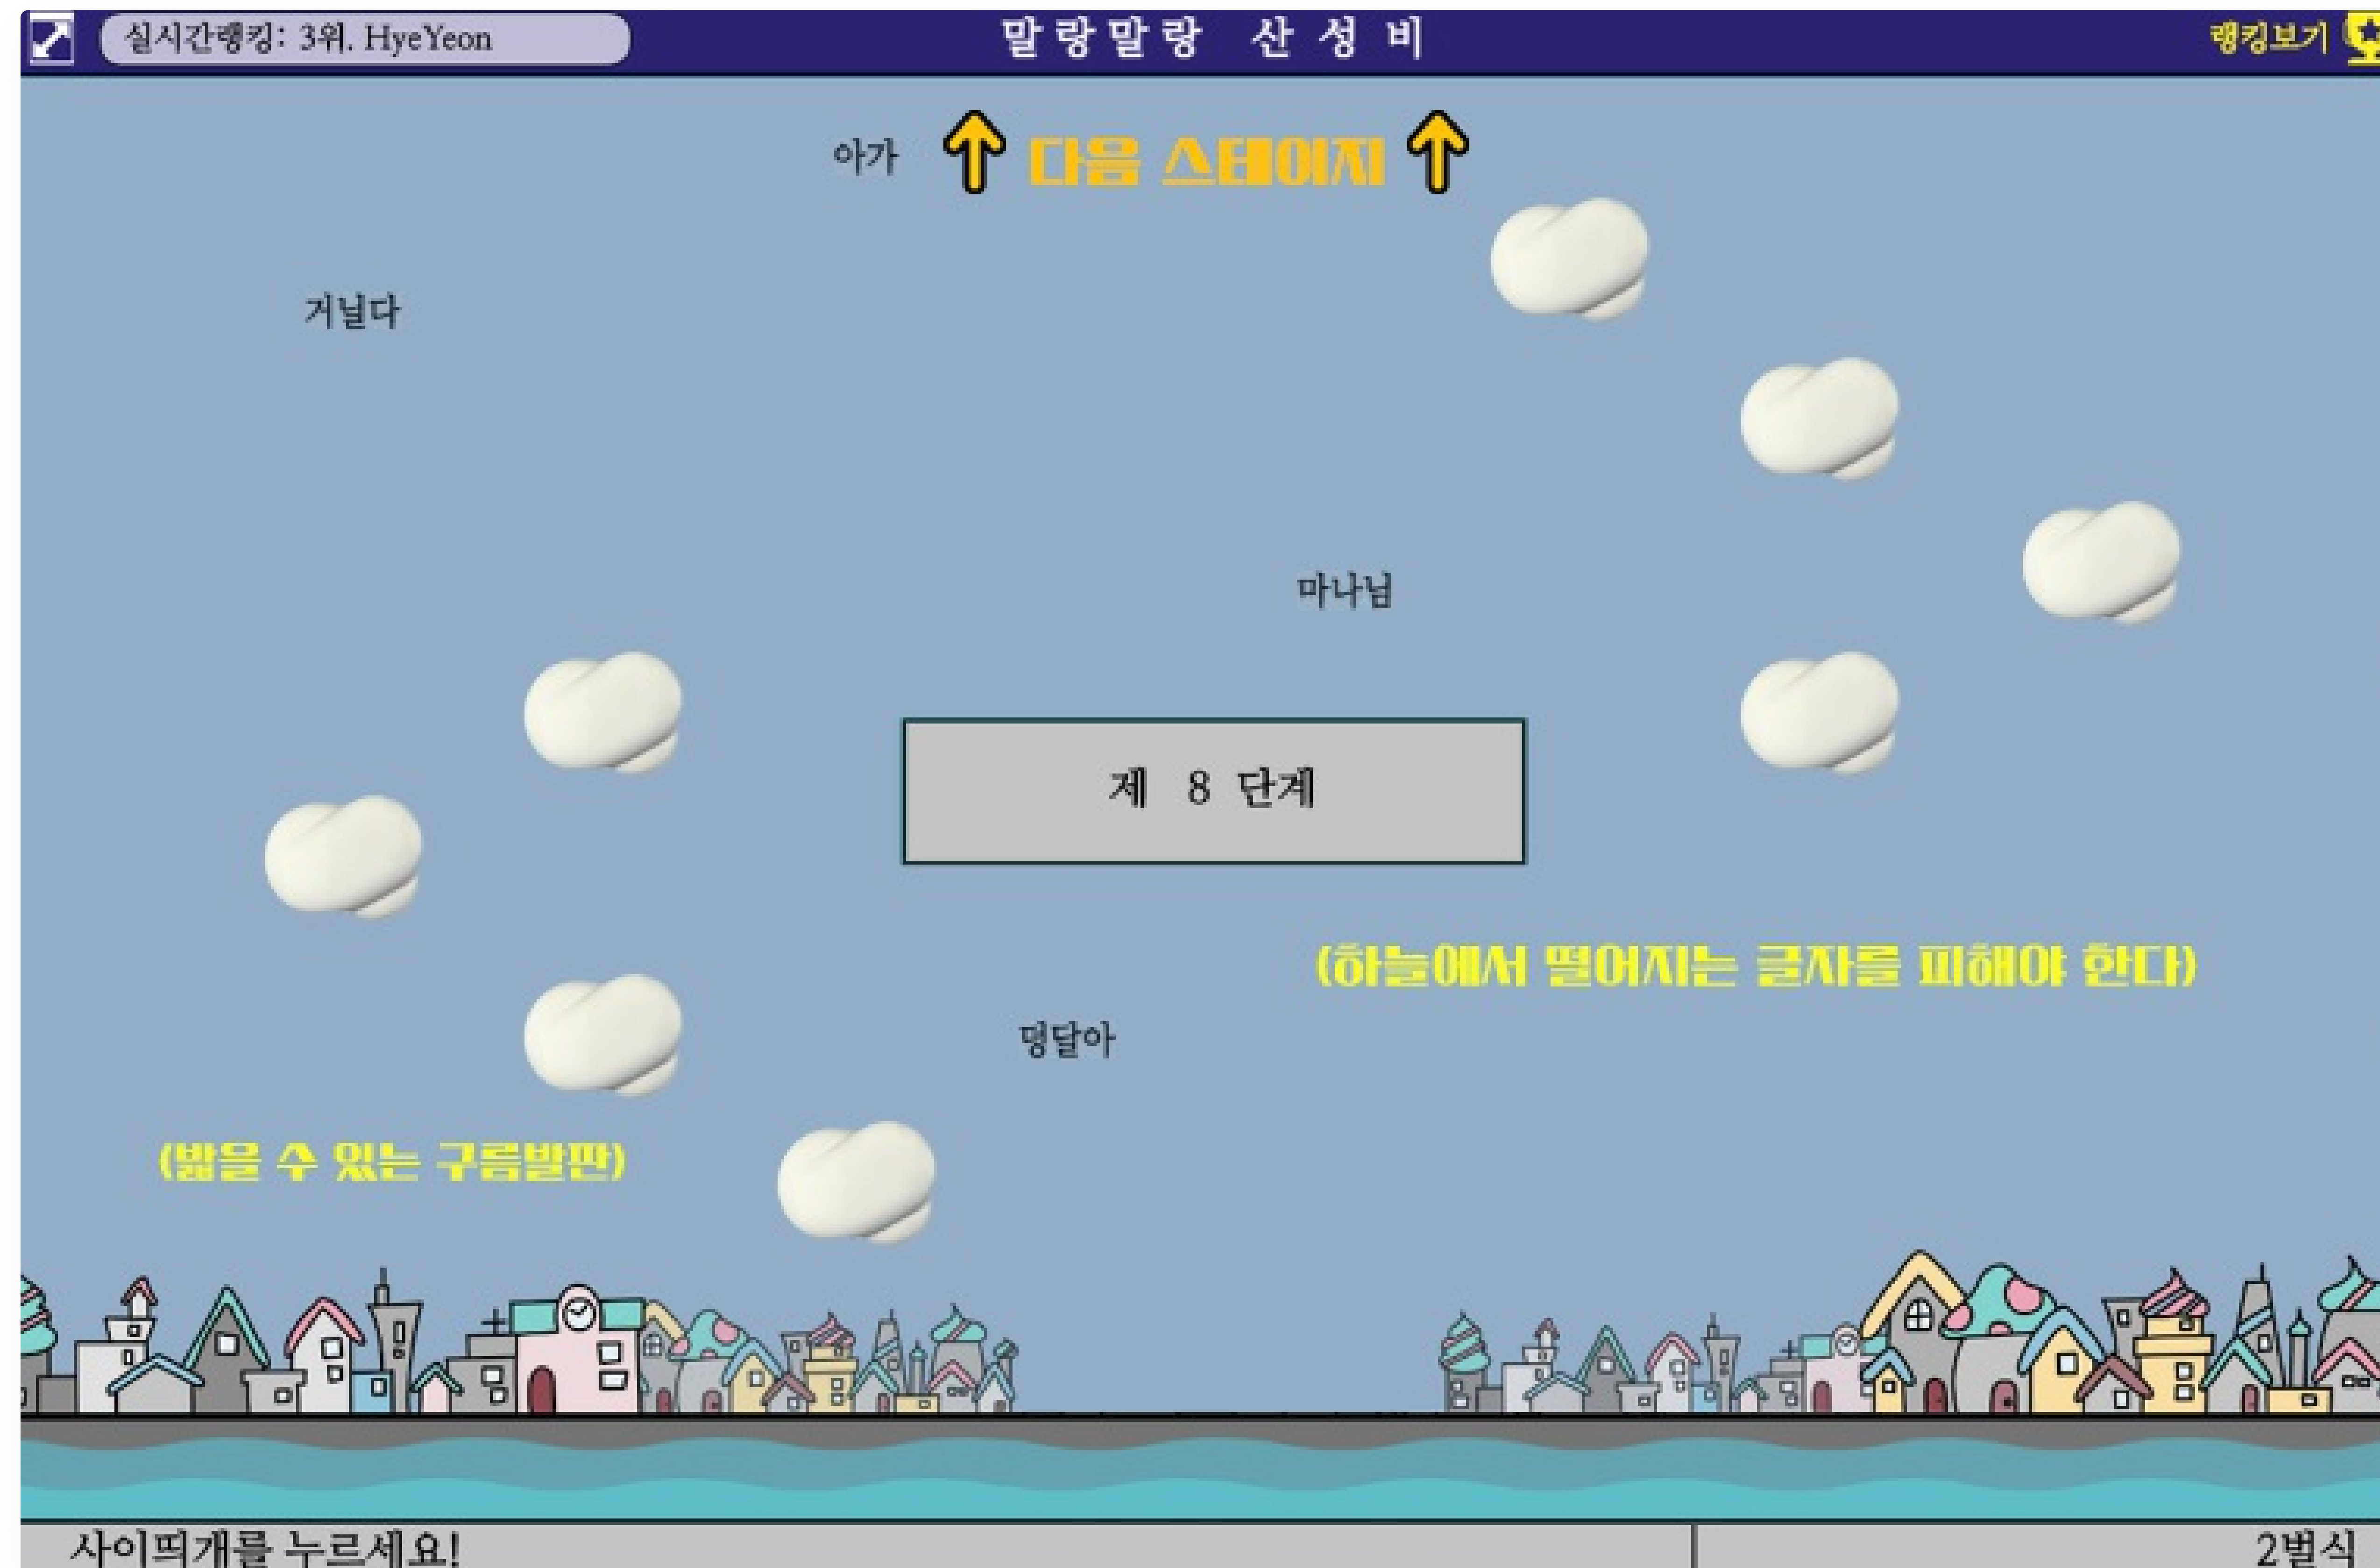 실시간랭킹: 3위. HyeYeon
말랑말랑 산성비
랭킹보기
아가
다음 스테이지
거닐다
마나님
제 8 단계
(하늘에서 떨어지는 글자를 피해야 한다)
덩달아
(밟을 수 있는 구름발판)
사이띄개를 누르세요!
2벌식